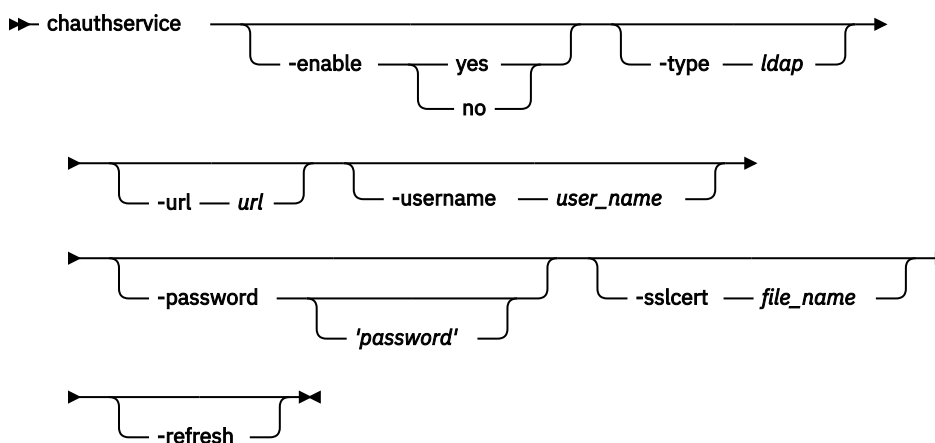 chauthservice
-enable yes -type ldap
no
-url url -username user_name
-password -sslcert file_name
'password'
-refresh